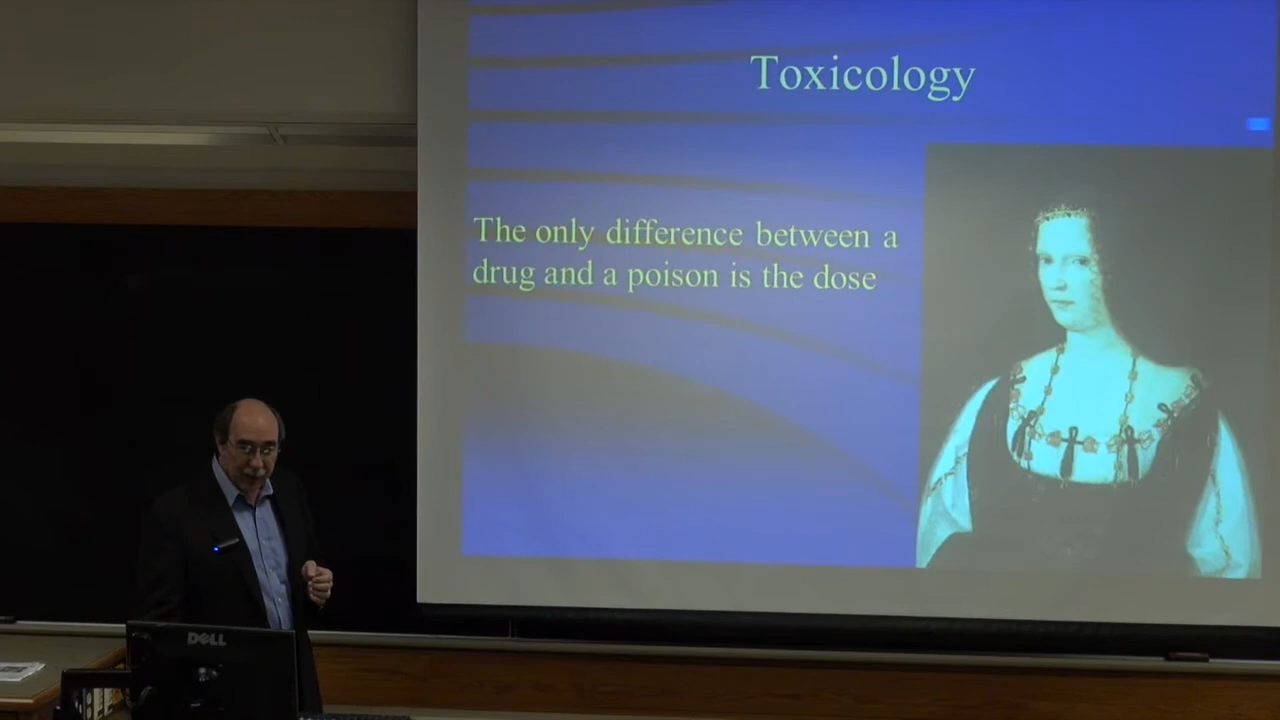 Toxicology
The only difference between a
drug and a poison is the dose
DELL